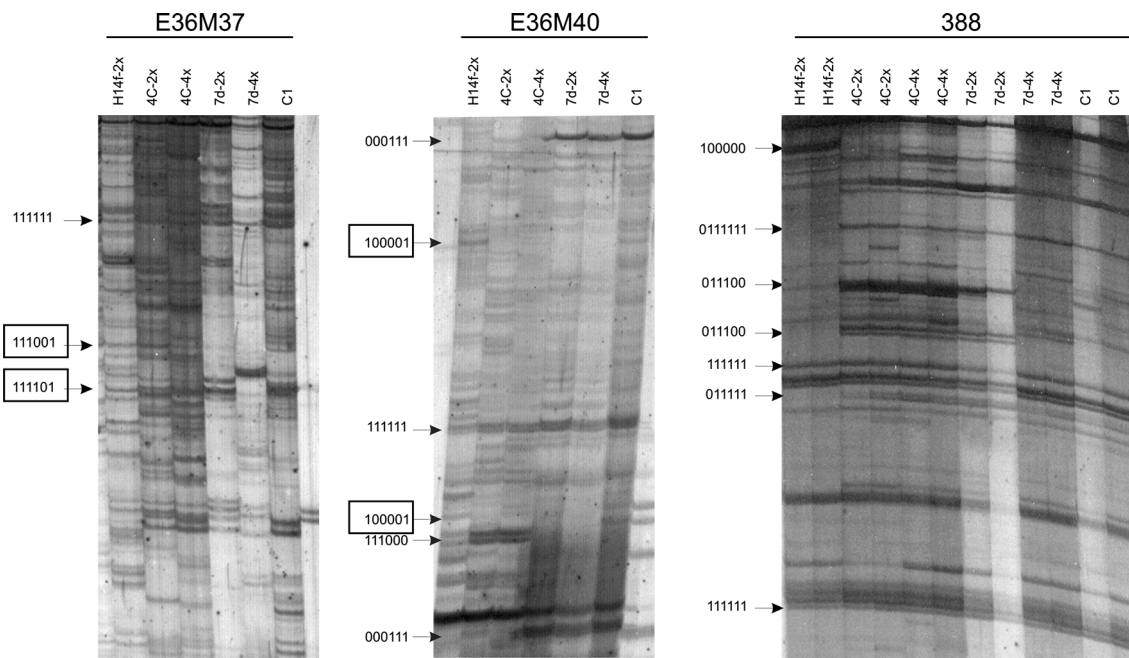 E36M37
E36M40
388
H14f-2x
4C-2x
4C-4x
7d-2x
7d-4x
C1
H14f-2x
4C-2x
4C-4x
7d-2x
7d-4x
C1
H14f-2x
H14f-2x
4C-2x
4C-2x
4C-4x
4C-4x
7d-2x
7d-2x
7d-4x
7d-4x
C1
C1
111111
111001
111101
000111
100001
111111
100001
111000
000111
100000
0111111
011100
011100
111111
011111
111111